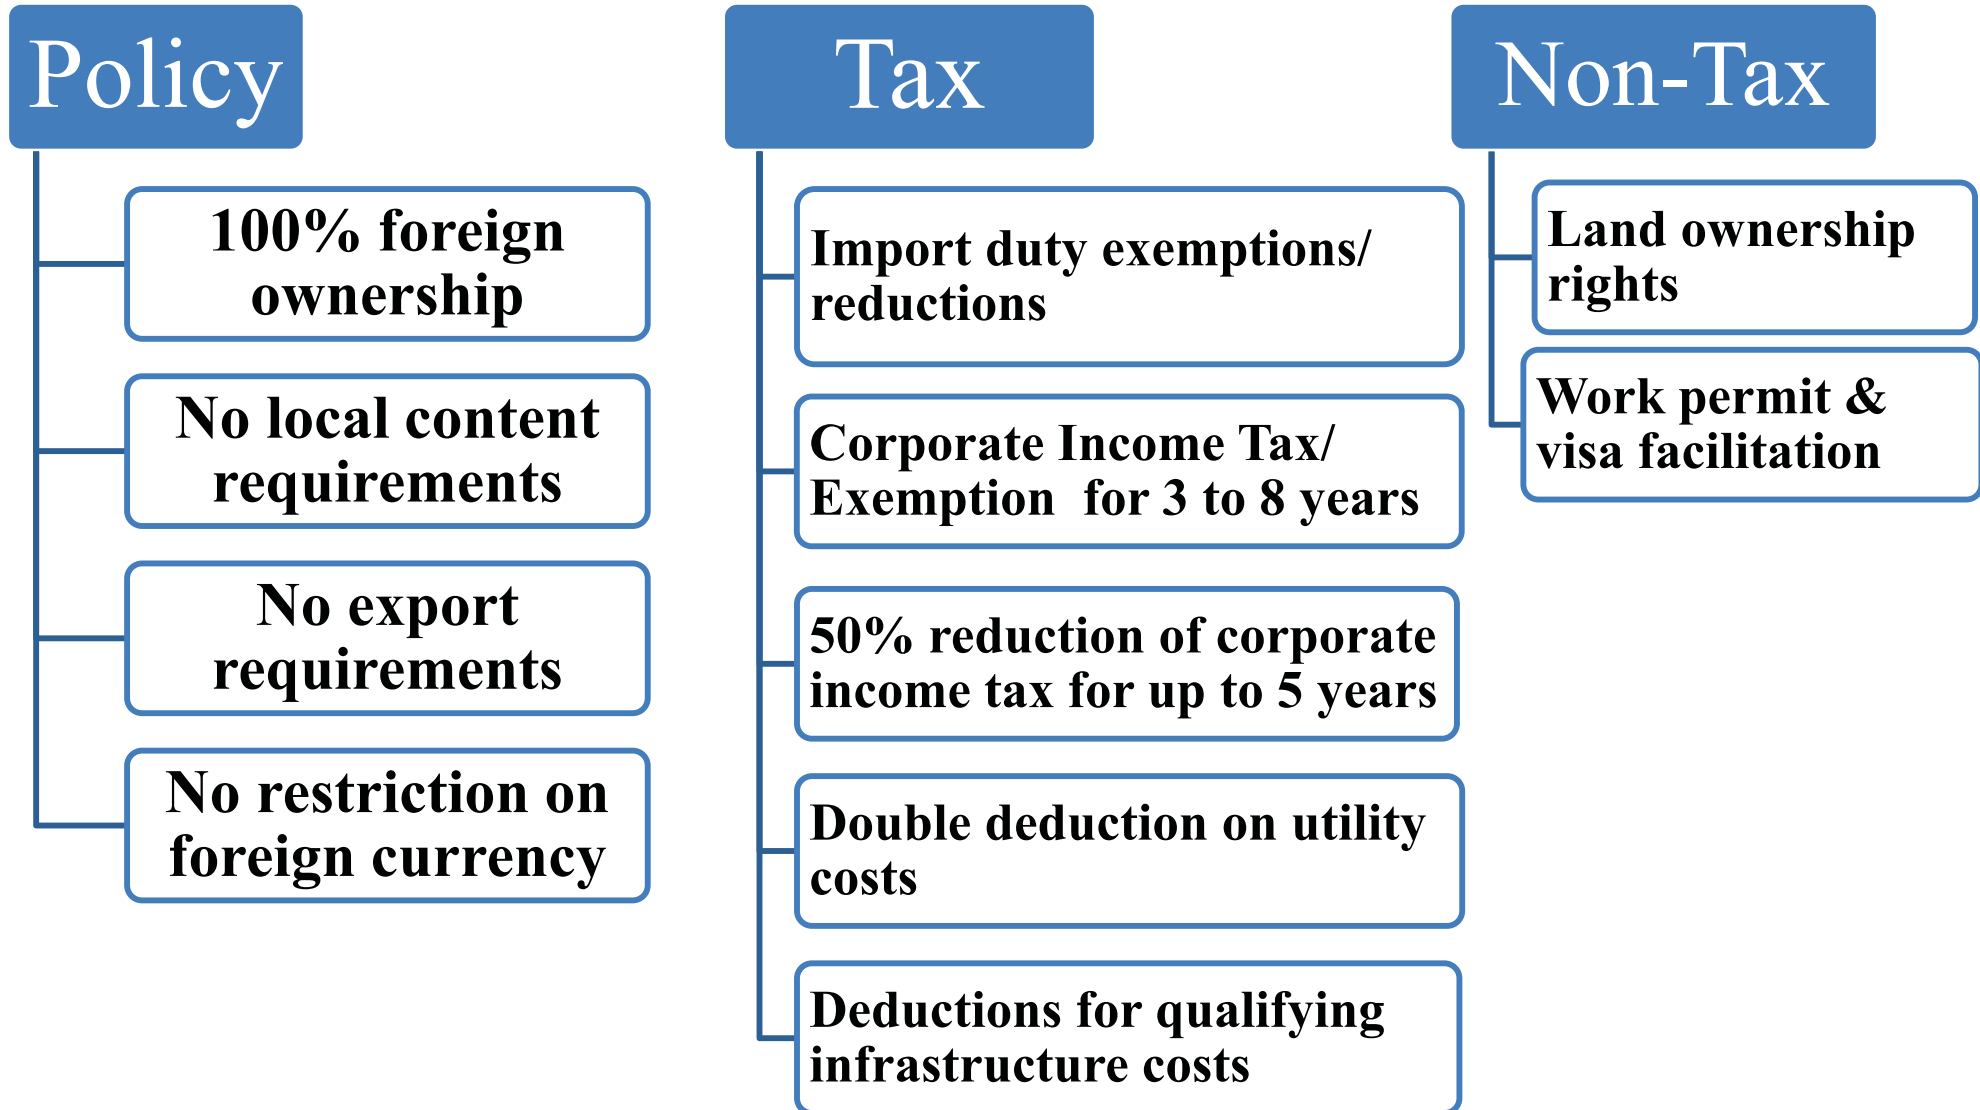 Policy
100% foreign
ownership
No local content
requirements
No export
requirements
No restriction on
foreign currency
Tax
Import duty exemptions/
reductions
Corporate Income Tax/
Exemption  for 3 to 8 years
50% reduction of corporate
income tax for up to 5 years
Double deduction on utility
costs
Deductions for qualifying
infrastructure costs
Non-Tax
Land ownership
rights
Work permit &
visa facilitation